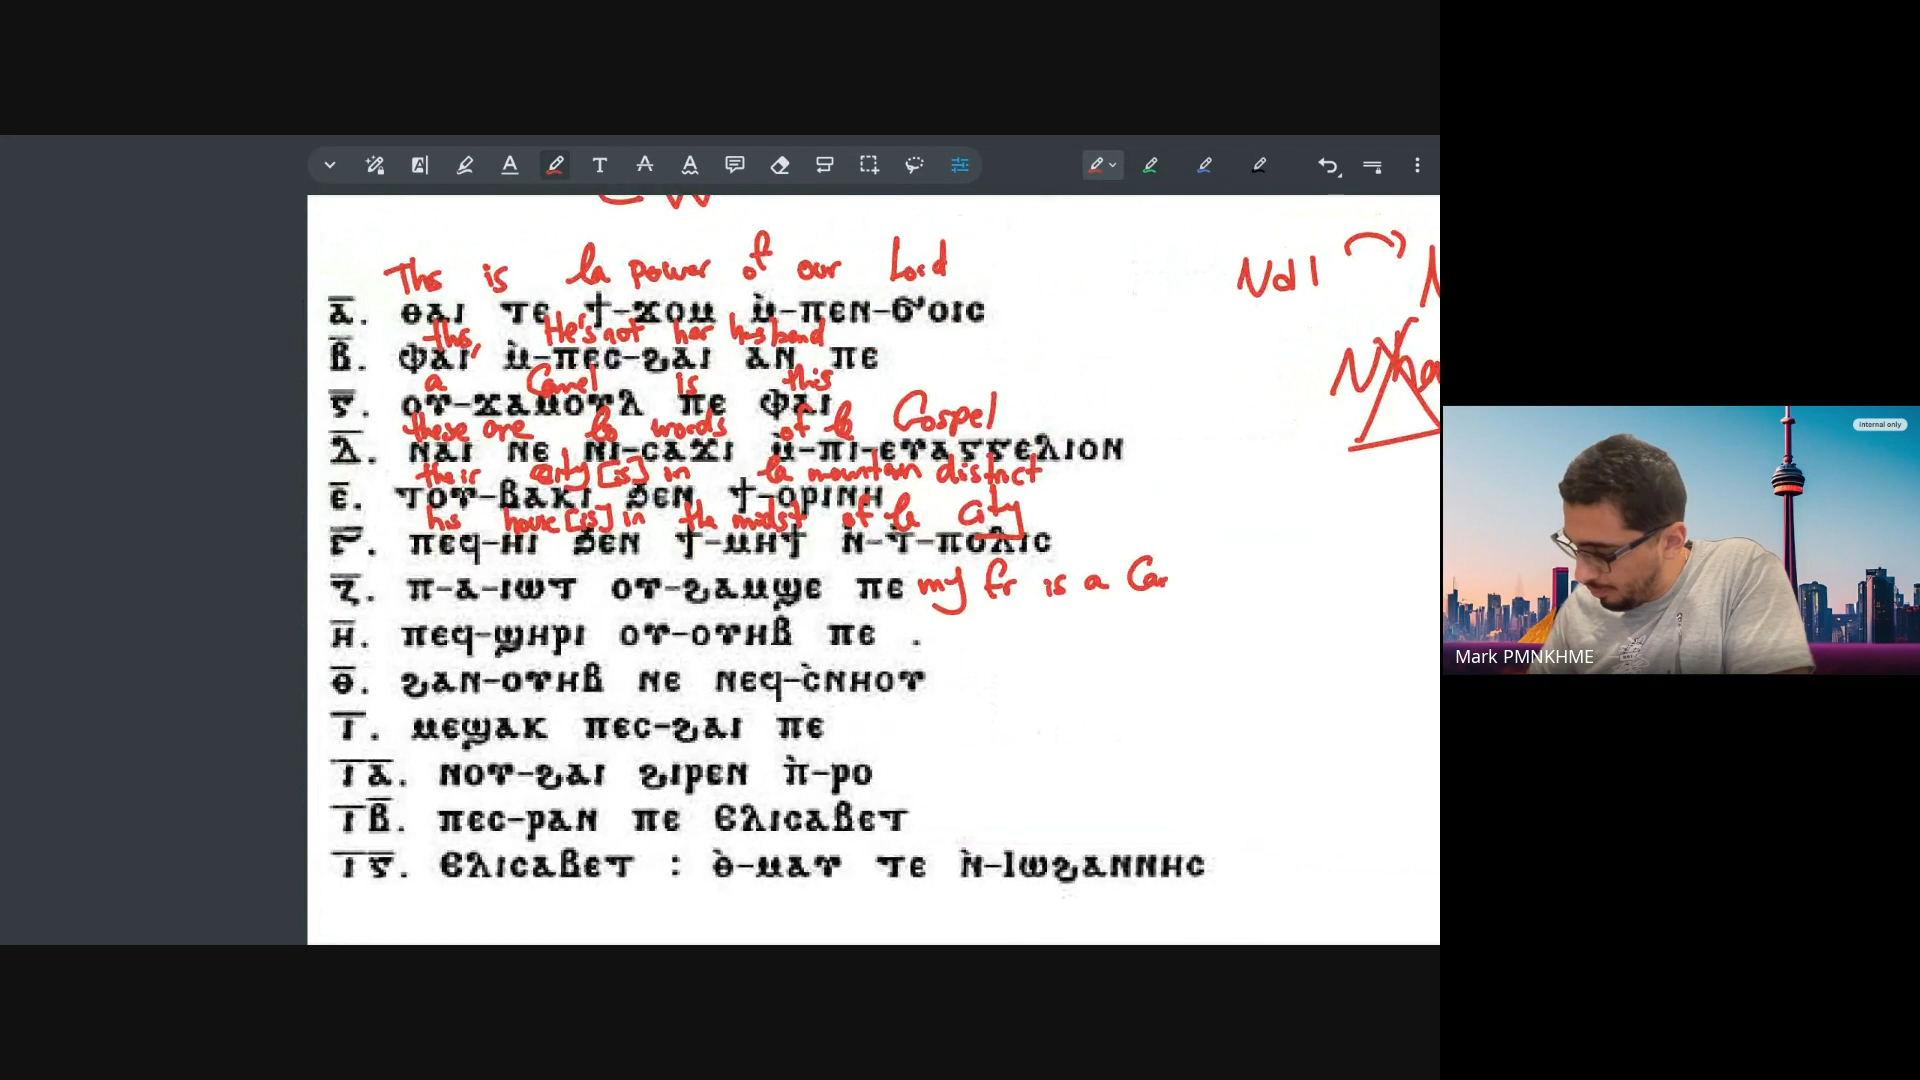 This is the power of our Lord
ⲁ̅. ⲑⲁⲓ ⲧⲉ ϯ-ϫⲟⲙ ⲙ̀-ⲡⲉⲛ-ϭⲟⲓⲥ
this, He's not her husband
ⲃ̅. ⲫⲁⲓ ⲙ̀-ⲡⲉⲥ-ϩⲁⲓ ⲁⲛ ⲡⲉ
a Camel is this
ⲅ̅. ⲟⲩ-ϫⲁⲙⲟⲩⲗ ⲡⲉ ⲫⲁⲓ
these are the words of the Gospel
ⲇ̅. ⲛⲁⲓ ⲛⲉ ⲛⲓ-ⲥⲁϫⲓ ⲙ̀-ⲡⲓ-ⲉⲩⲁⲅⲅⲉⲗⲓⲟⲛ
their city [is] in the mountain district
ⲉ̅. ⲧⲟⲩ-ⲃⲁⲕⲓ ϧⲉⲛ ϯ-ⲟⲣⲓⲛⲏ
his house [is] in the midst of the city
ⲋ̅. ⲡⲉϥ-ⲏⲓ ϧⲉⲛ ϯ-ⲙⲏϯ ⲛ̀-ⲧ̀-ⲡⲟⲗⲓⲥ
ⲍ̅. ⲡ-ⲁ-ⲓⲱⲧ ⲟⲩ-ϩⲁⲙϣⲉ ⲡⲉ my fr is a Car
ⲏ̅. ⲡⲉϥ-ϣⲏⲣⲓ ⲟⲩ-ⲟⲩⲏⲃ ⲡⲉ .
ⲑ̅. ϩⲁⲛ-ⲟⲩⲏⲃ ⲛⲉ ⲛⲉϥ-ⲥ̀ⲛⲏⲟⲩ
ⲓ̅. ⲙⲉϣⲁⲕ ⲡⲉⲥ-ϩⲁⲓ ⲡⲉ
ⲓ̅ⲁ̅. ⲛⲟⲩ-ϩⲁⲓ ϩⲓⲣⲉⲛ ⲡ̀-ⲣⲟ
ⲓ̅ⲃ̅. ⲡⲉⲥ-ⲣⲁⲛ ⲡⲉ Ⲉⲗⲓⲥⲁⲃⲉⲧ
ⲓ̅ⲅ̅. Ⲉⲗⲓⲥⲁⲃⲉⲧ : ⲑ̀-ⲙⲁⲩ ⲧⲉ ⲛ̀-Ⲓⲱϩⲁⲛⲛⲏⲥ
Internal only
Mark PMNKHME